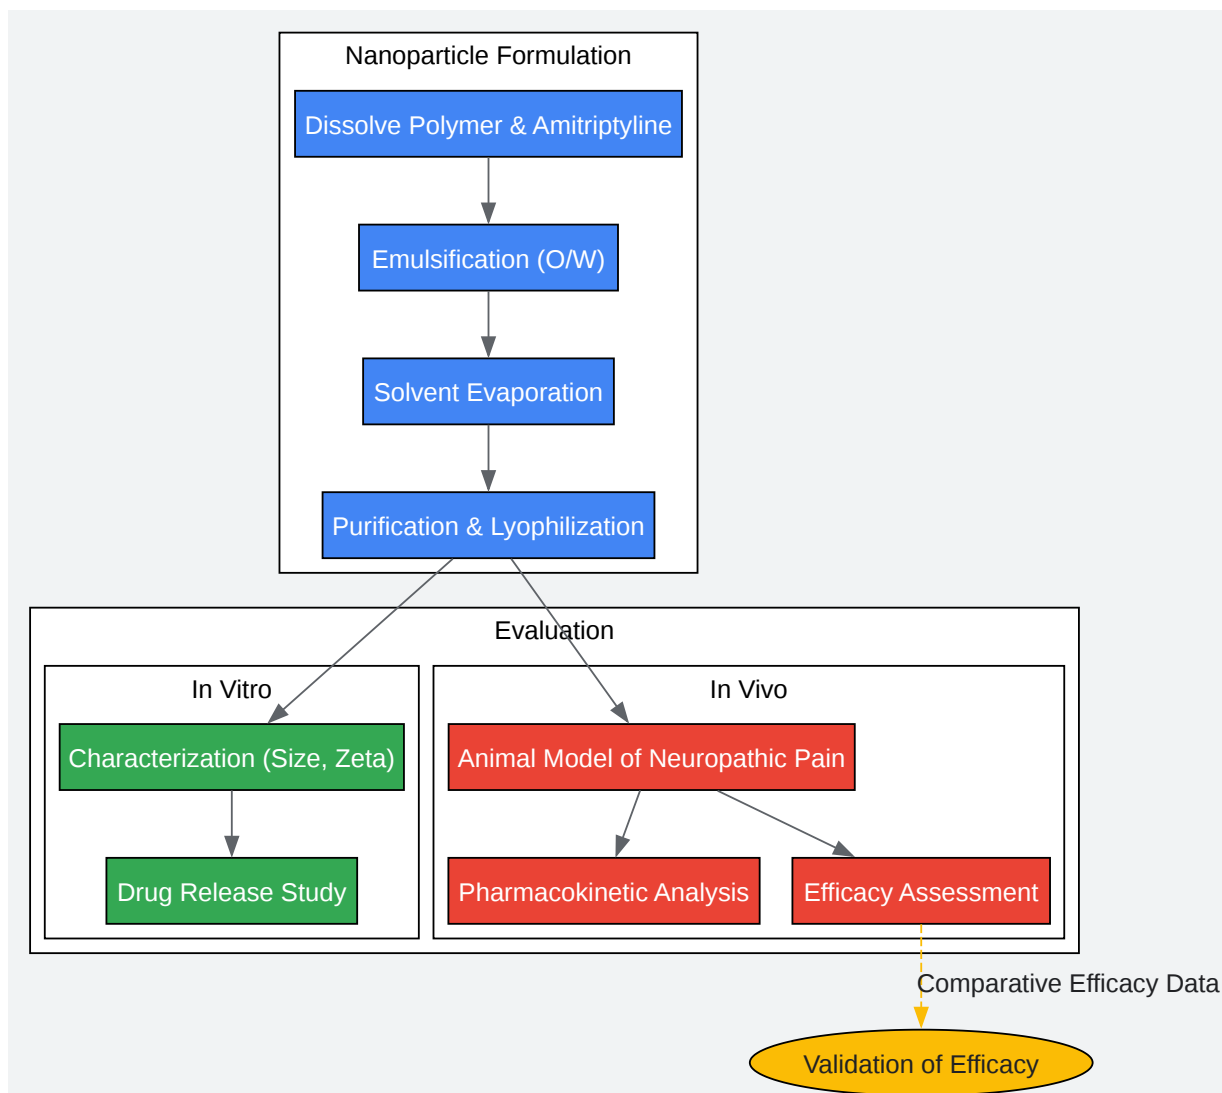 Nanoparticle Formulation
Dissolve Polymer & Amitriptyline
Emulsification (O/W)
Solvent Evaporation
Purification & Lyophilization
Evaluation
In Vitro
Characterization (Size, Zeta)
Drug Release Study
In Vivo
Animal Model of Neuropathic Pain
Pharmacokinetic Analysis
Efficacy Assessment
Comparative Efficacy Data
Validation of Efficacy